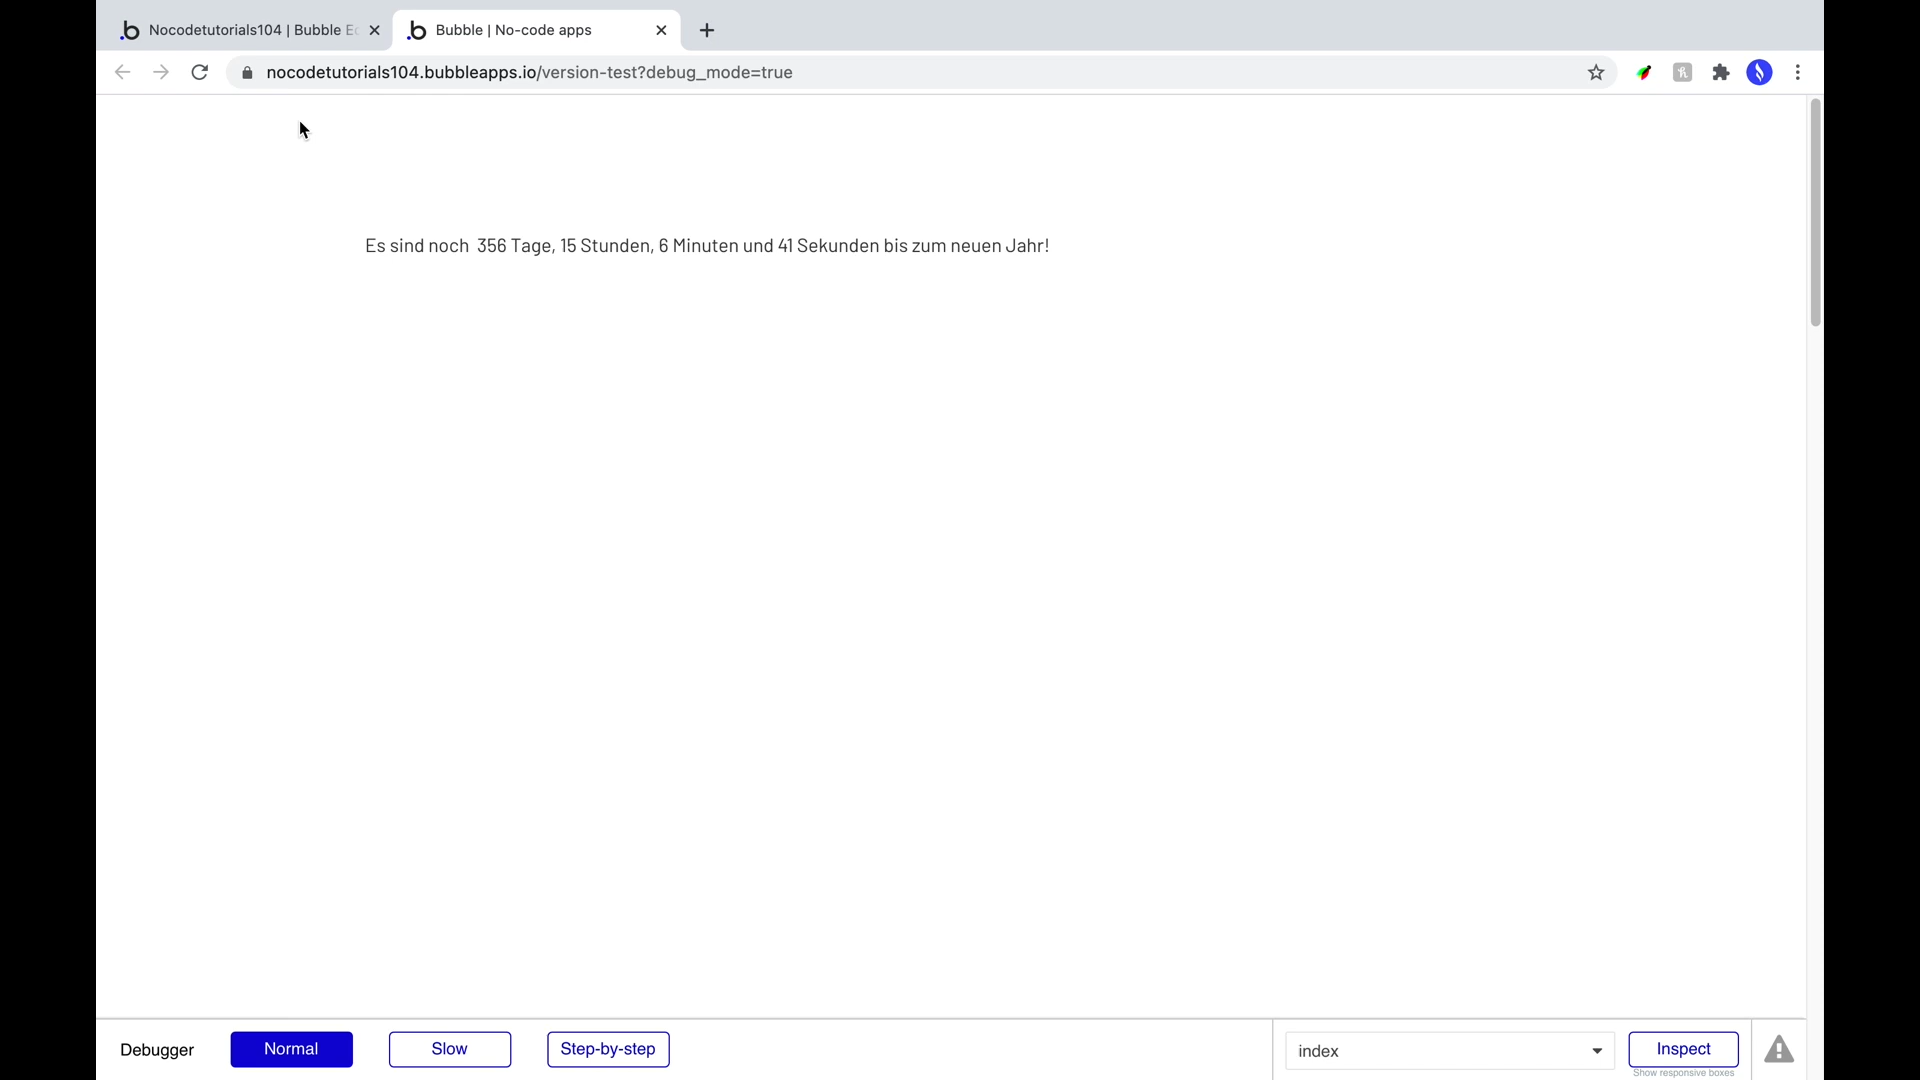 Nocodetutorials104 | Bubble Ec
Bubble | No-code apps
nocodetutorials104.bubbleapps.io/version-test?debug_mode=true
Es sind noch 356 Tage, 15 Stunden, 6 Minuten und 41 Sekunden bis zum neuen Jahr!
Debugger
Normal
Slow
Step-by-step
index
Inspect
Show responsive boxes